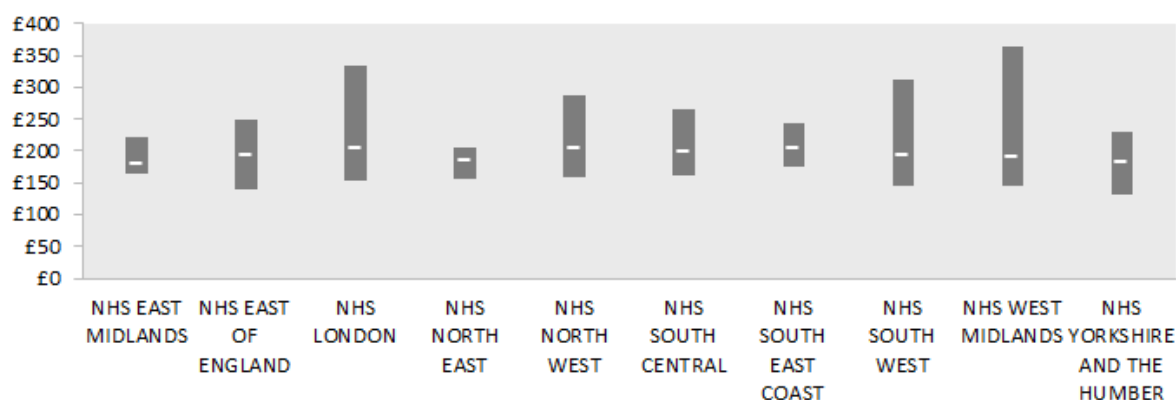 £400
£350
£300
£250
£200
£150
£100
£50
£0
NHS EAST
MIDLANDS
NHS EAST
OF
ENGLAND
NHS
LONDON
NHS
NORTH
EAST
NHS
NORTH
WEST
NHS
SOUTH
CENTRAL
NHS
SOUTH
EAST
COAST
NHS
SOUTH
WEST
NHS WEST
MIDLANDS
NHS
YORKSHIRE
AND THE
HUMBER